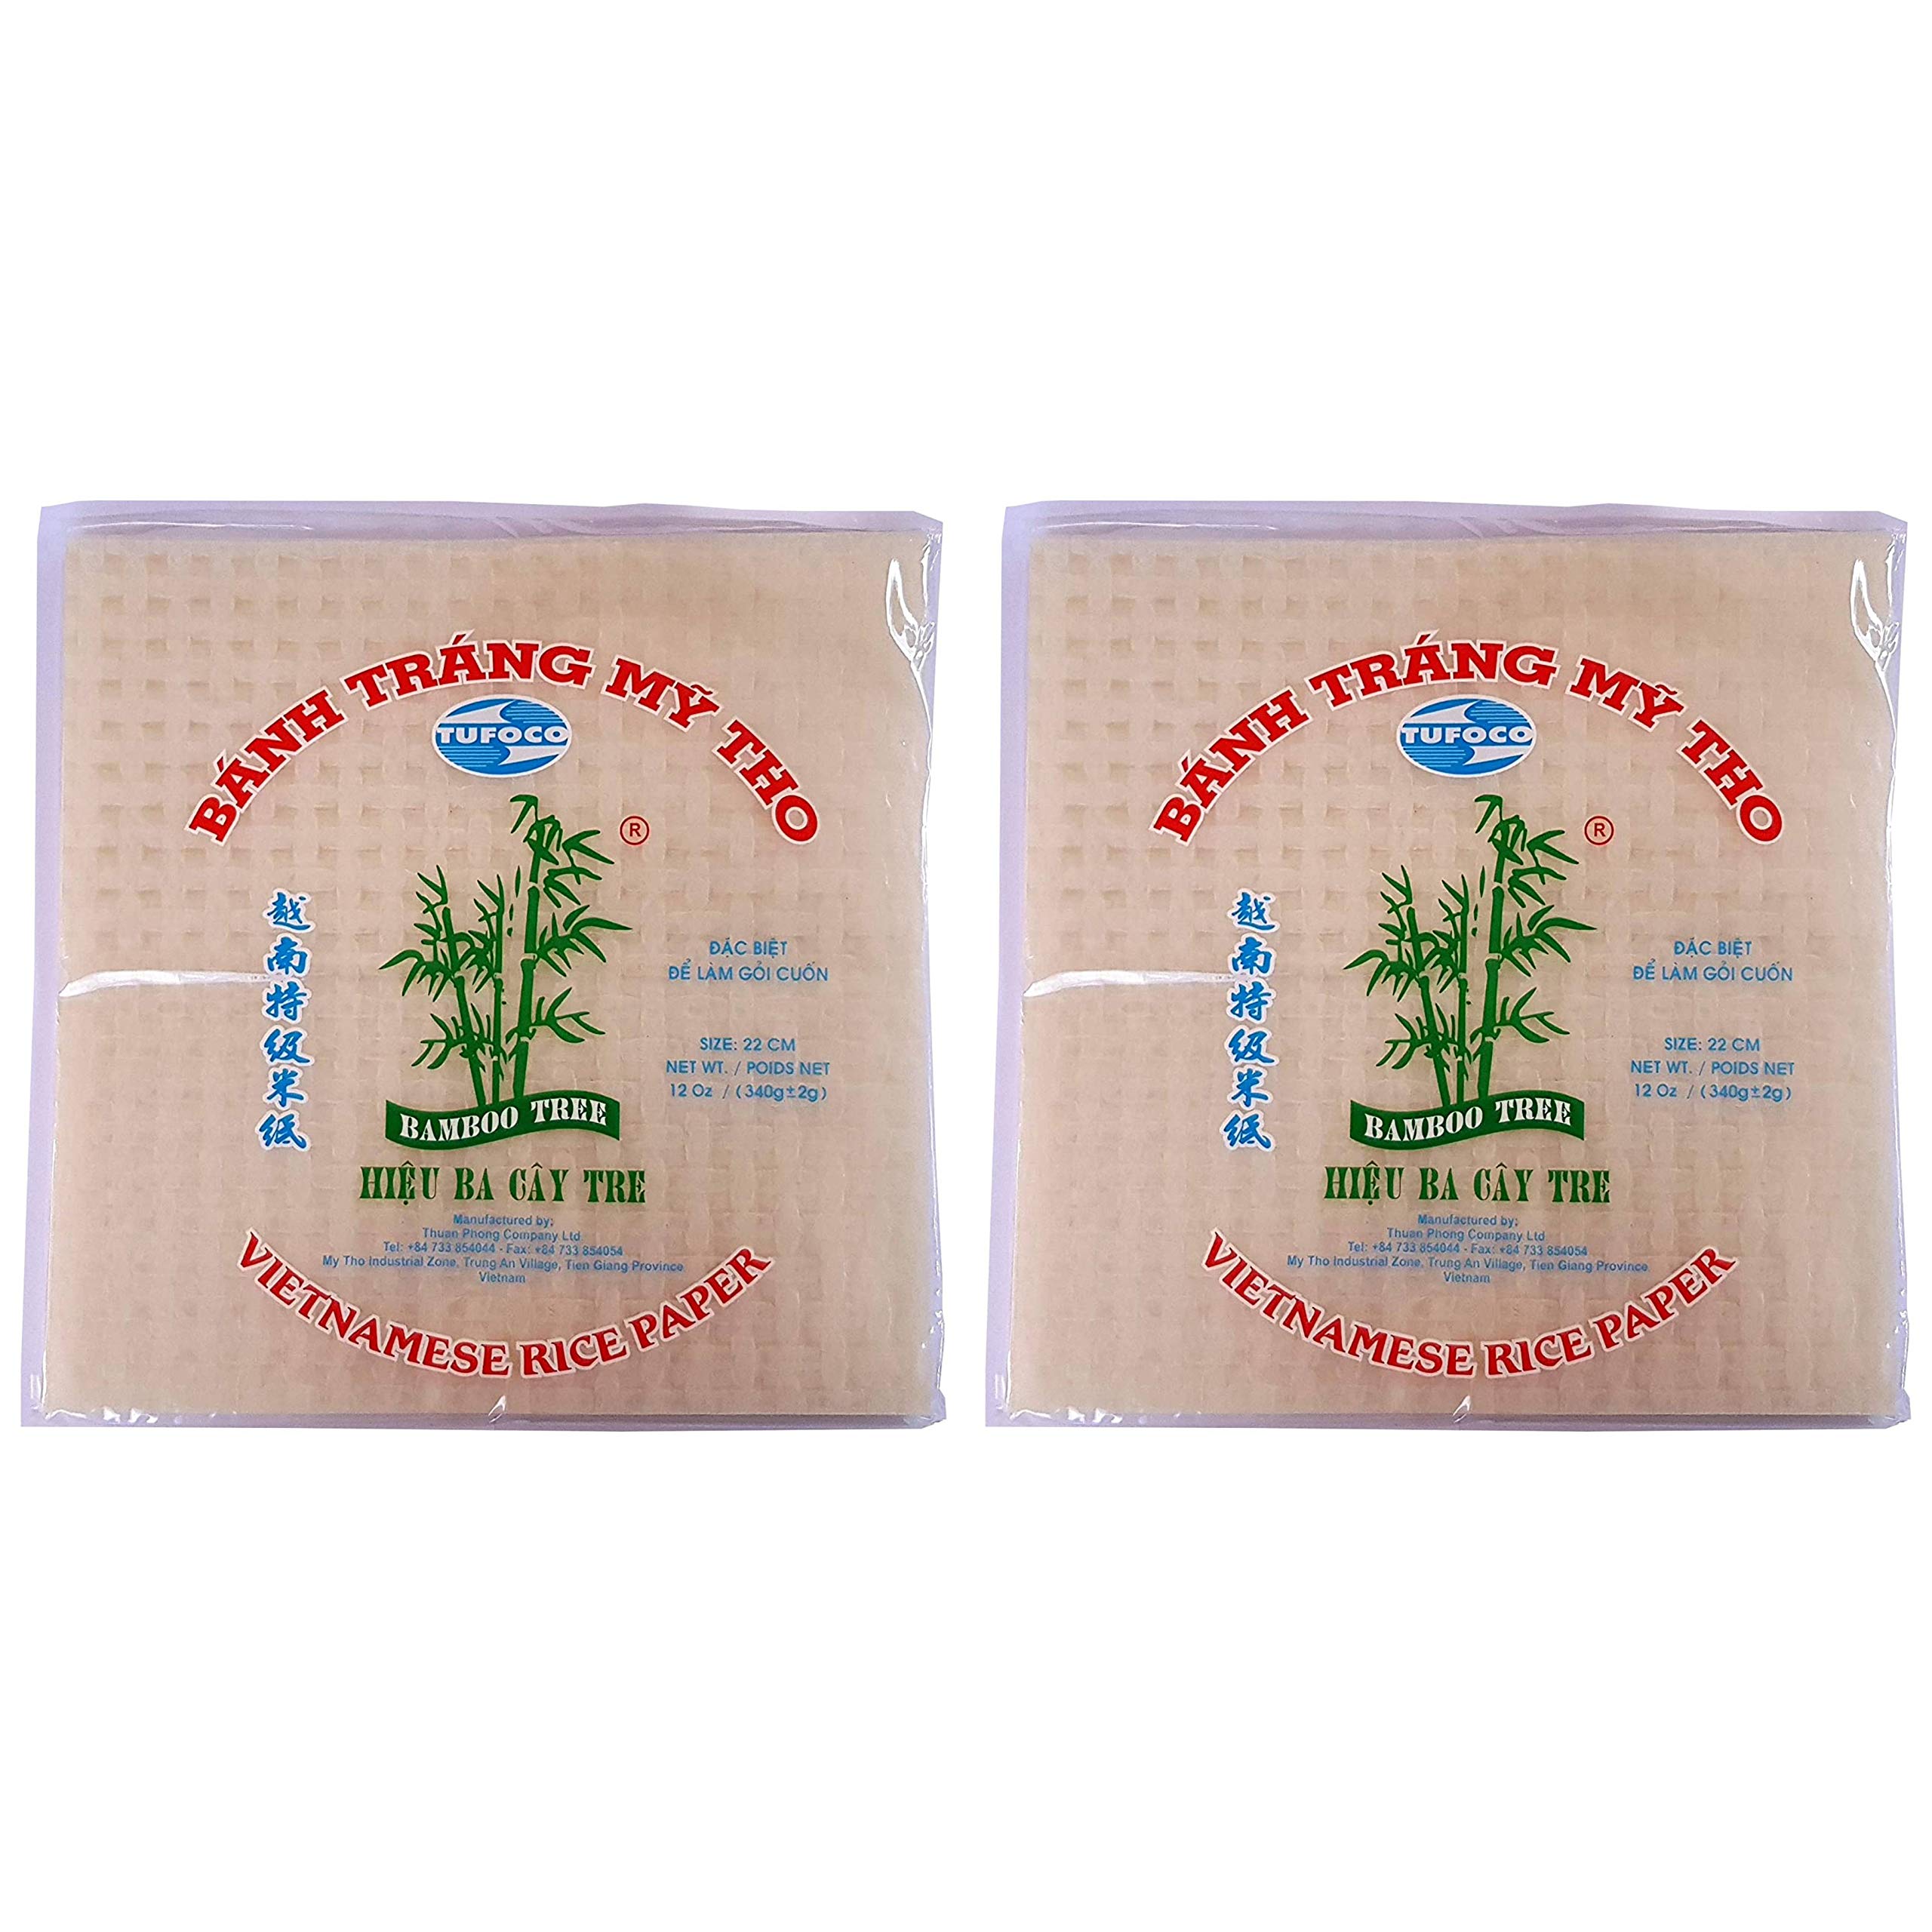 BÁNH TRÁNG MỸ THO
TUFOCO
®
越南特级米纸
ĐẶC BIỆT
ĐỂ LÀM GỎI CUỐN
SIZE: 22 CM
NET WT. / POIDS NET
12 Oz / (340g±2g)
BAMBOO TREE
HIỆU BA CÂY TRE
Manufactured by;
Thuan Phong Company Ltd
Tel: +84 733 854044 - Fax: +84 733 854054
My Tho Industrial Zone, Trung An Village, Tien Giang Province
Vietnam
VIETNAMESE RICE PAPER
BÁNH TRÁNG MỸ THO
TUFOCO
®
越南特级米纸
ĐẶC BIỆT
ĐỂ LÀM GỎI CUỐN
SIZE: 22 CM
NET WT. / POIDS NET
12 Oz / (340g±2g)
BAMBOO TREE
HIỆU BA CÂY TRE
Manufactured by;
Thuan Phong Company Ltd
Tel: +84 733 854044 - Fax: +84 733 854054
My Tho Industrial Zone, Trung An Village, Tien Giang Province
Vietnam
VIETNAMESE RICE PAPER